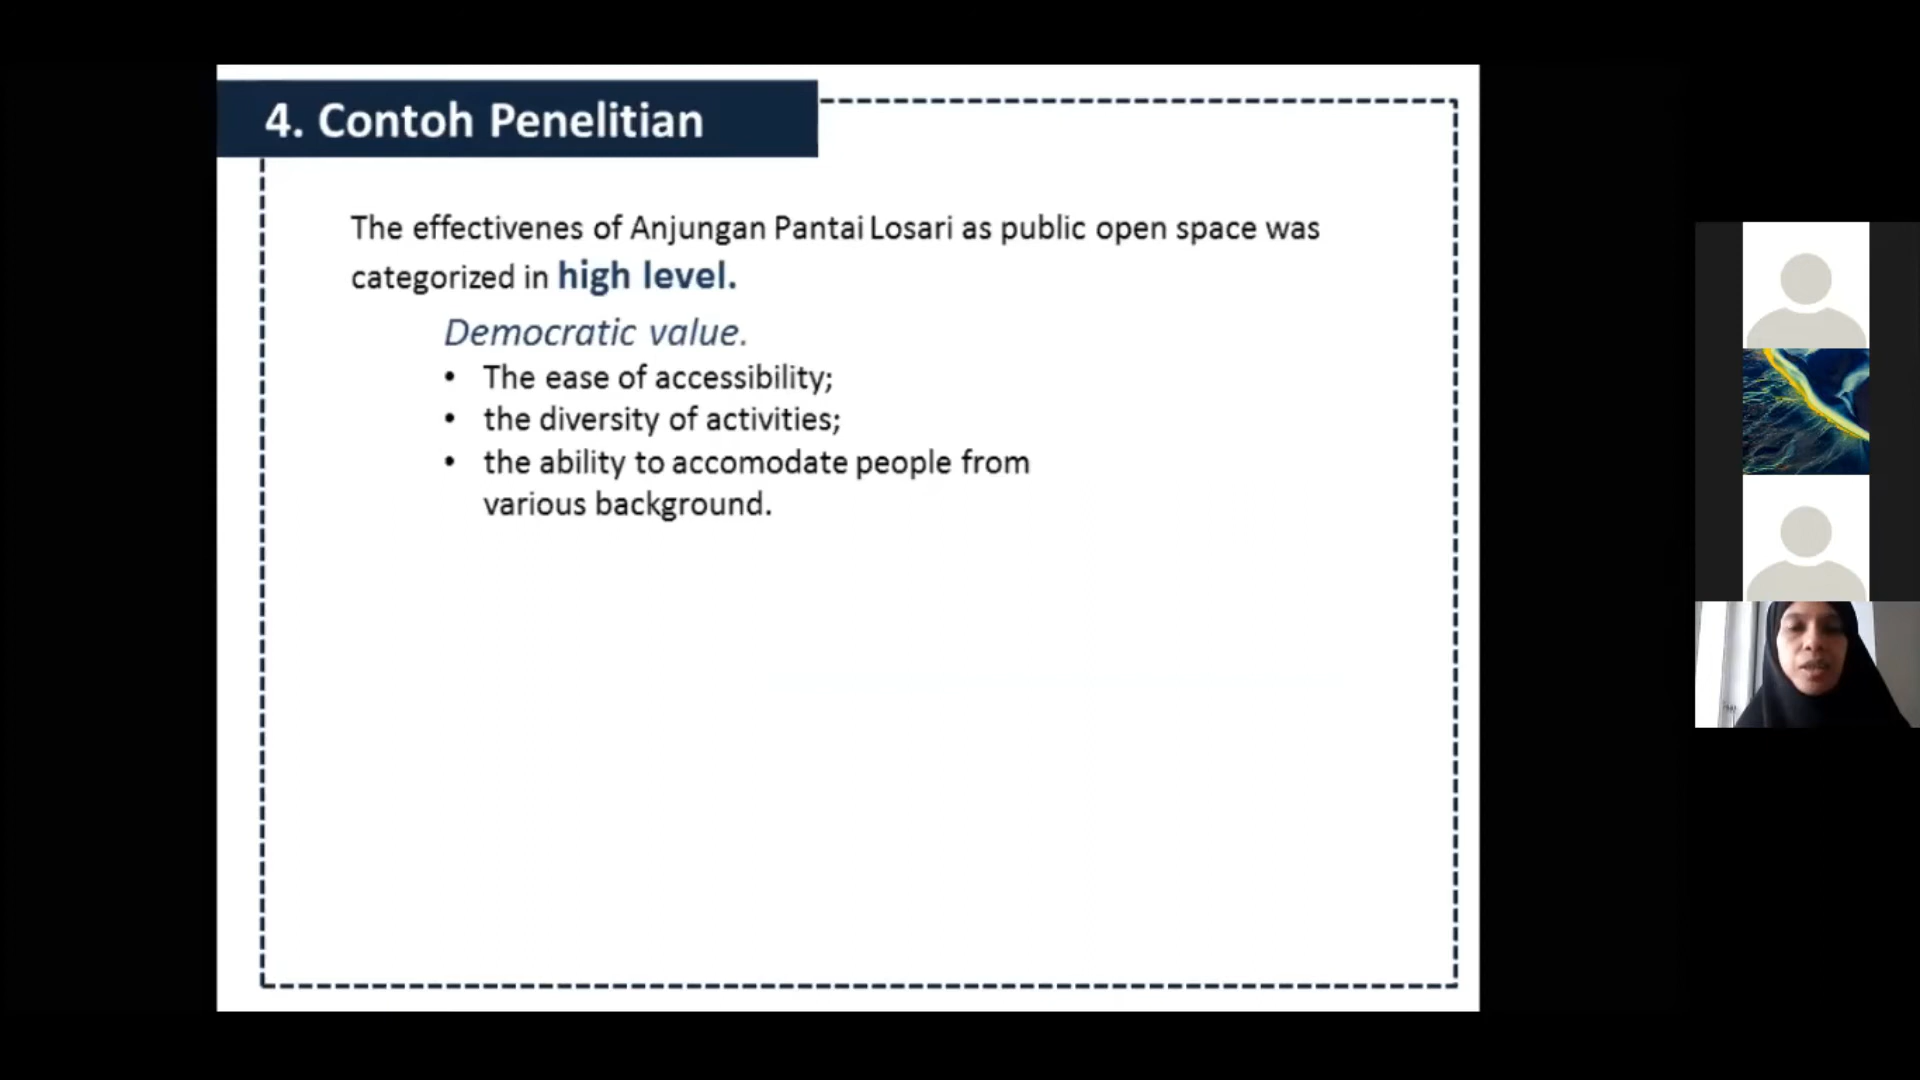 4. Contoh Penelitian
The effectivenes of Anjungan Pantai Losari as public open space was
categorized in high level.
Democratic value.
• The ease of accessibility;
• the diversity of activities;
• the ability to accomodate people from
various background.